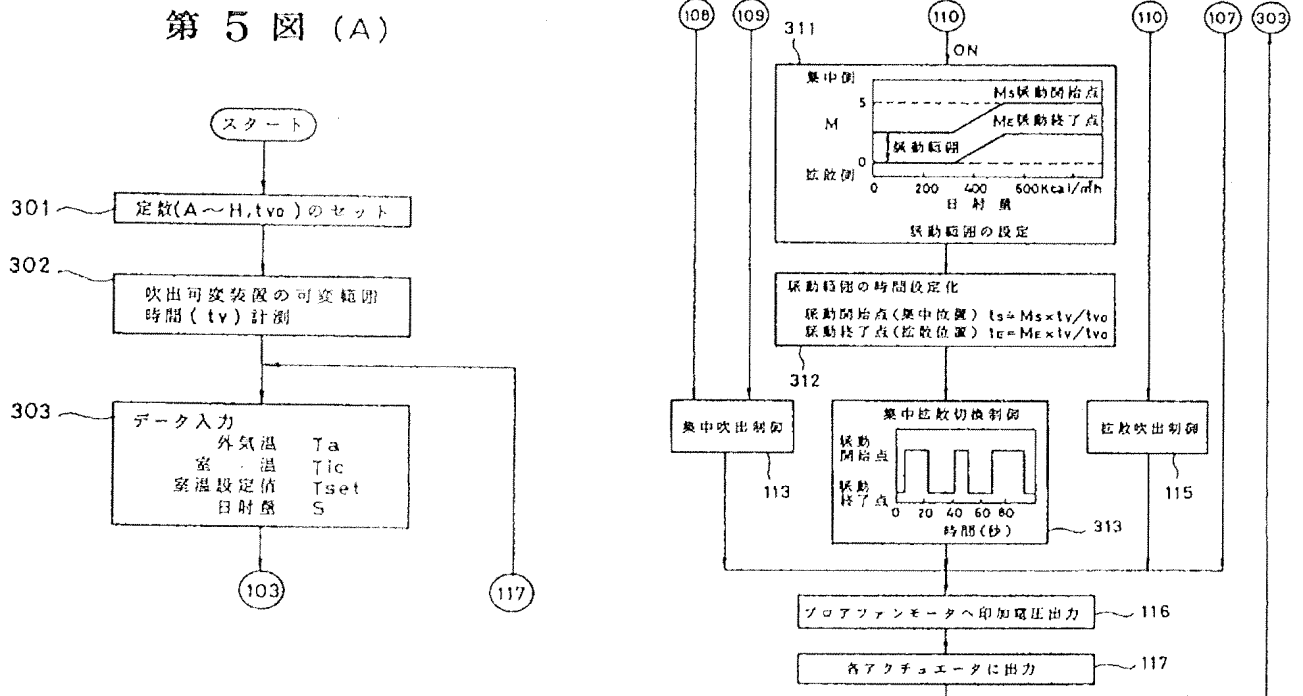 第 5 図 (A)
スタート
301
定数(A～H,tvo)のセット
302
吹出可変装置の可変範囲
時間(tv)計測
303
データ入力
外気温 Ta
室 温 Tic
室温設定値 Tset
日射量 S
103
117
108
109
110
110
107
303
311
ON
集中側
5
M
0
拡散側
Ms脈動開始点
ME脈動終了点
脈動範囲
0 200 400 600Kcal/m²h
日 射 量
脈動範囲の設定
脈動範囲の時間設定化
脈動開始点(集中位置) ts=Ms×tv/tvo
脈動終了点(拡散位置) tE=ME×tv/tvo
312
集中吹出制御
113
集中拡散切換制御
脈動
開始点
脈動
終了点
0 20 40 60 80
時間(秒)
313
拡散吹出制御
115
ブロアファンモータへ印加電圧出力
116
各アクチュエータに出力
117